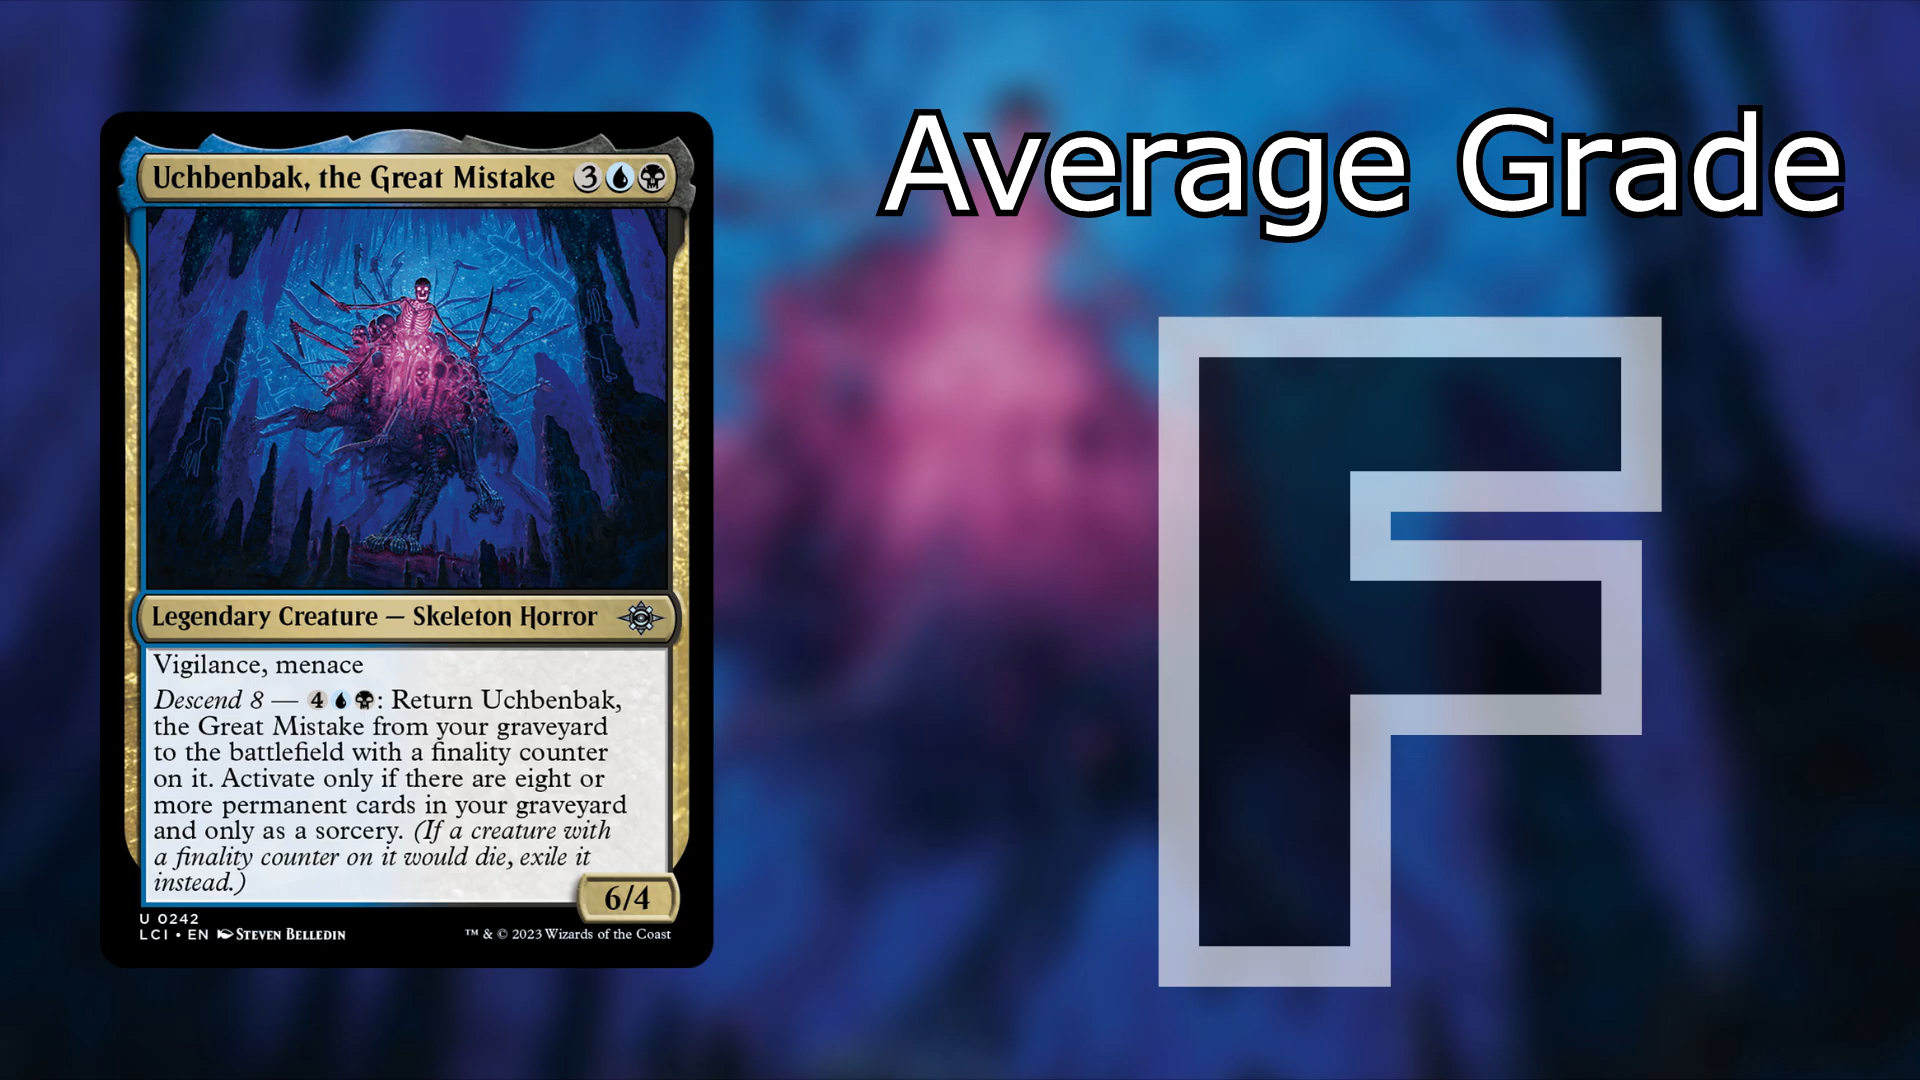 Average Grade
F
Uchbenbak, the Great Mistake 3
Legendary Creature — Skeleton Horror
Vigilance, menace
Descend 8 — 4 : Return Uchbenbak,
the Great Mistake from your graveyard
to the battlefield with a finality counter
on it. Activate only if there are eight or
more permanent cards in your graveyard
and only as a sorcery. (If a creature with
a finality counter on it would die, exile it
instead.)
6/4
U 0242
LCI • EN STEVEN BELLEDIN
™ & © 2023 Wizards of the Coast